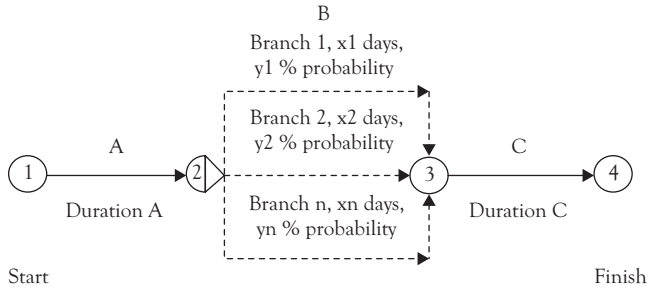 B
Branch 1, x1 days,
y1 % probability
Branch 2, x2 days,
y2 % probability
A
C
1
2
3
4
Duration A
Branch n, xn days,
yn % probability
Duration C
Start
Finish